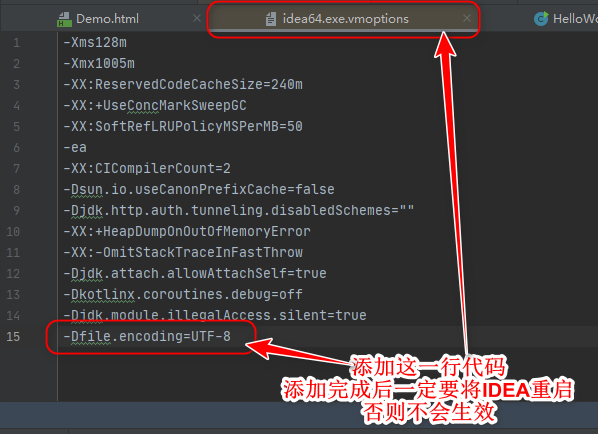 Demo.html
idea64.exe.vmoptions
HelloWo
1 -Xms128m
2 -Xmx1005m
3 -XX:ReservedCodeCacheSize=240m
4 -XX:+UseConcMarkSweepGC
5 -XX:SoftRefLRUPolicyMSPerMB=50
6 -ea
7 -XX:CICompilerCount=2
8 -Dsun.io.useCanonPrefixCache=false
9 -Djdk.http.auth.tunneling.disabledSchemes=""
10 -XX:+HeapDumpOnOutOfMemoryError
11 -XX:-OmitStackTraceInFastThrow
12 -Djdk.attach.allowAttachSelf=true
13 -Dkotlinx.coroutines.debug=off
14 -Djdk.module.illegalAccess.silent=true
15 -Dfile.encoding=UTF-8
添加这一行代码
添加完成后一定要将IDEA重启
否则不会生效